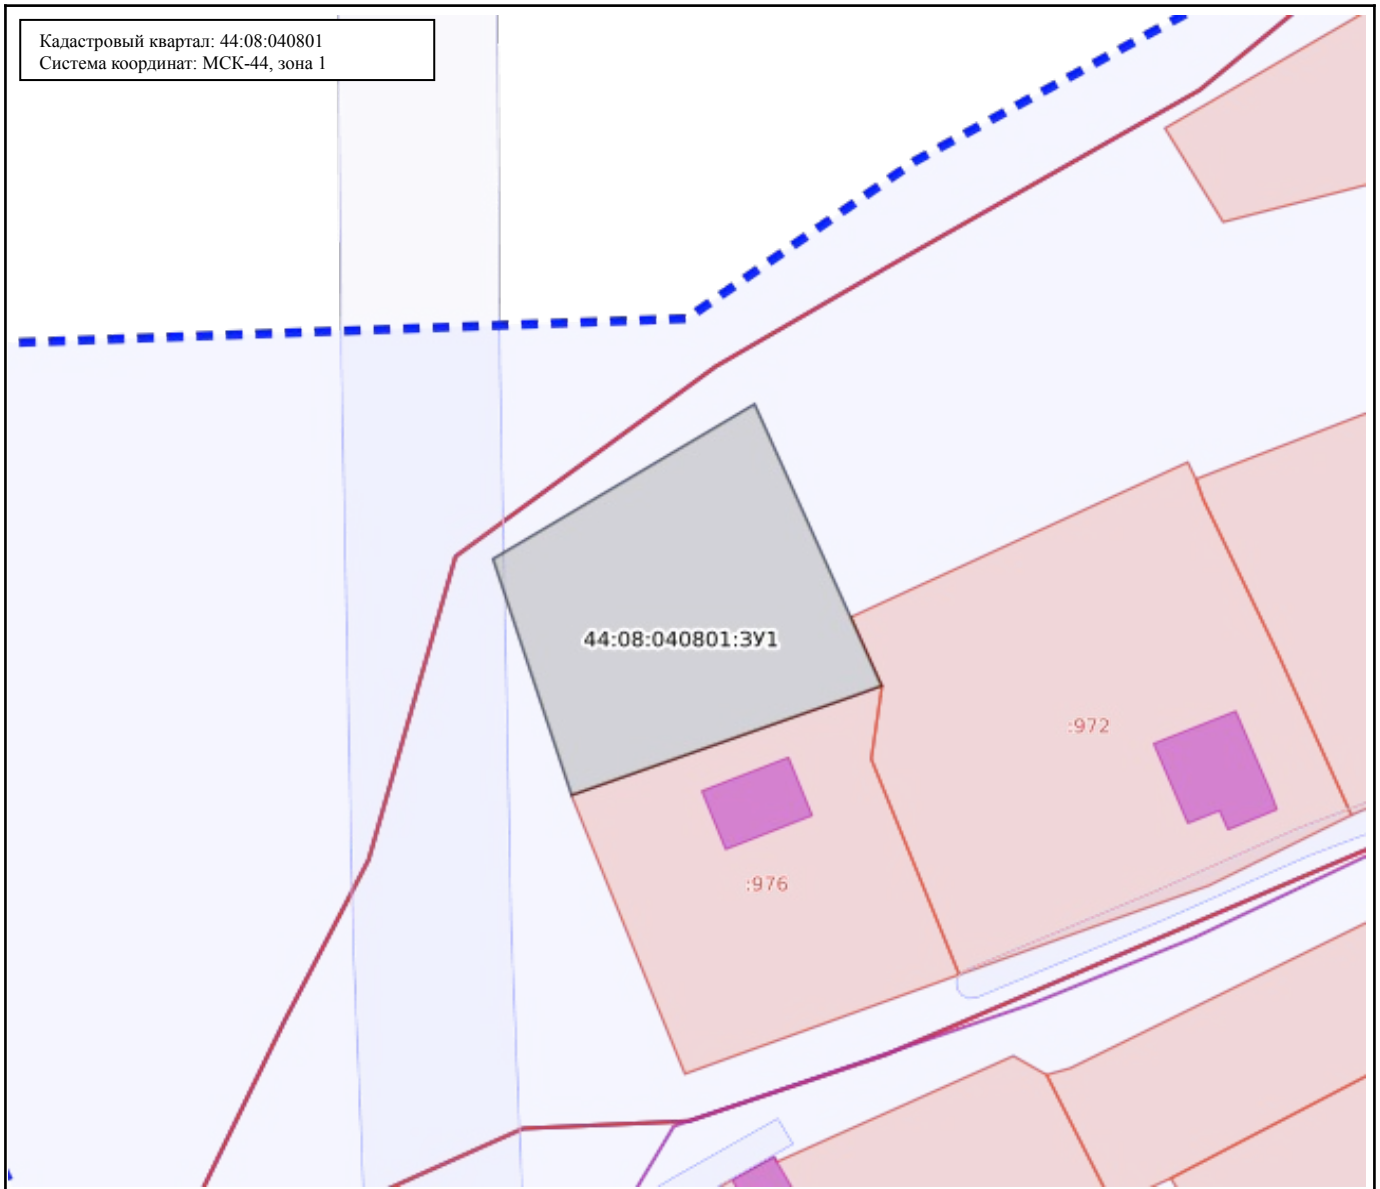 Кадастровый квартал: 44:08:040801
Система координат: МСК-44, зона 1
44:08:040801:ЗУ1
:972
:976